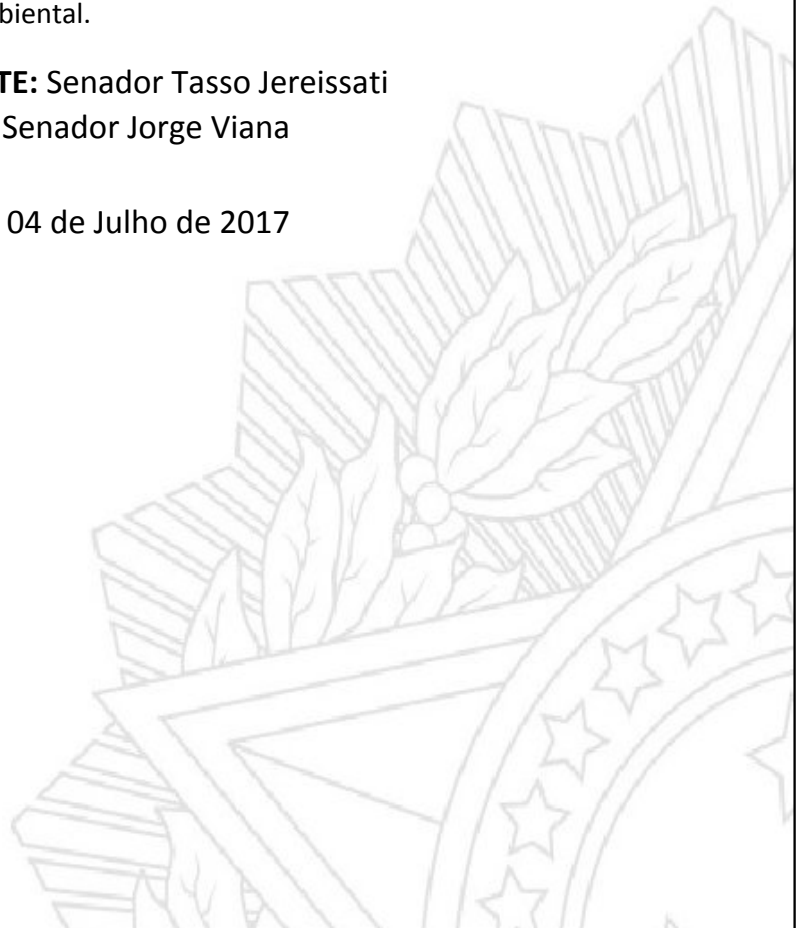 biental.
TE: Senador Tasso Jereissati
Senador Jorge Viana
04 de Julho de 2017